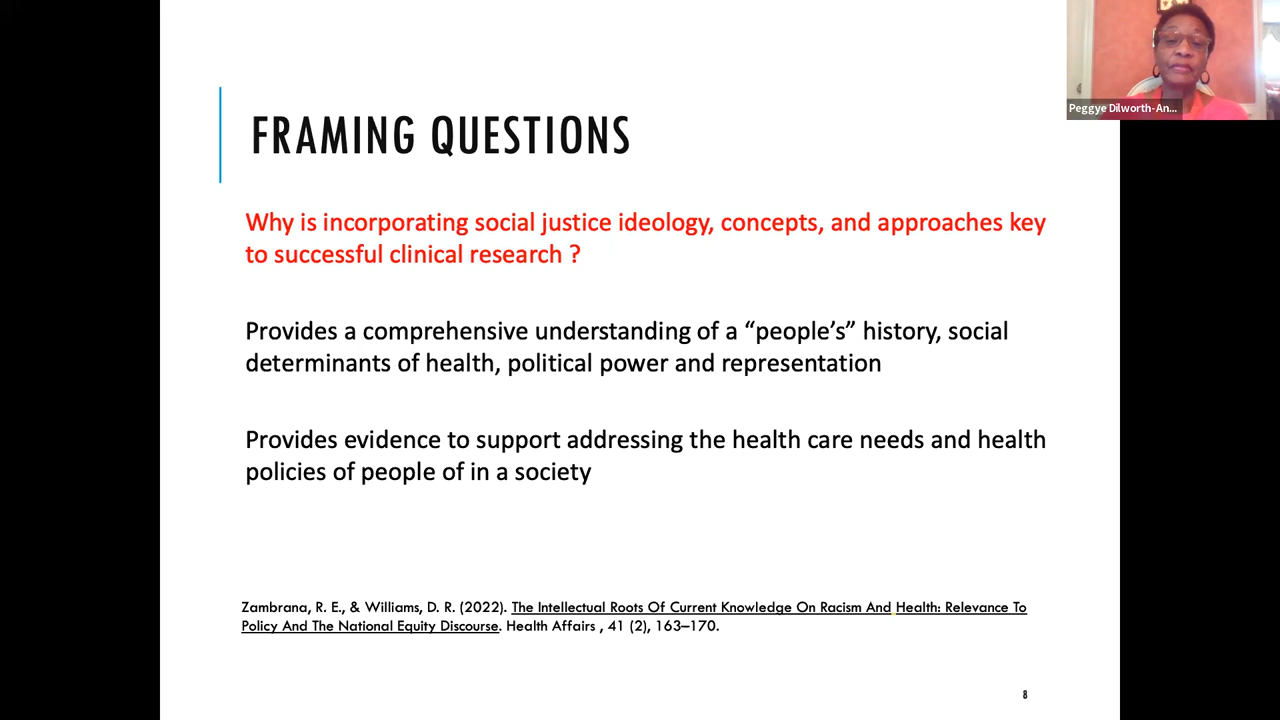 Peggye Dilworth-An...
FRAMING QUESTIONS
Why is incorporating social justice ideology, concepts, and approaches key
to successful clinical research ?
Provides a comprehensive understanding of a “people’s” history, social
determinants of health, political power and representation
Provides evidence to support addressing the health care needs and health
policies of people of in a society
Zambrana, R. E., & Williams, D. R. (2022). The Intellectual Roots Of Current Knowledge On Racism And Health: Relevance To
Policy And The National Equity Discourse. Health Affairs , 41 (2), 163–170.
8